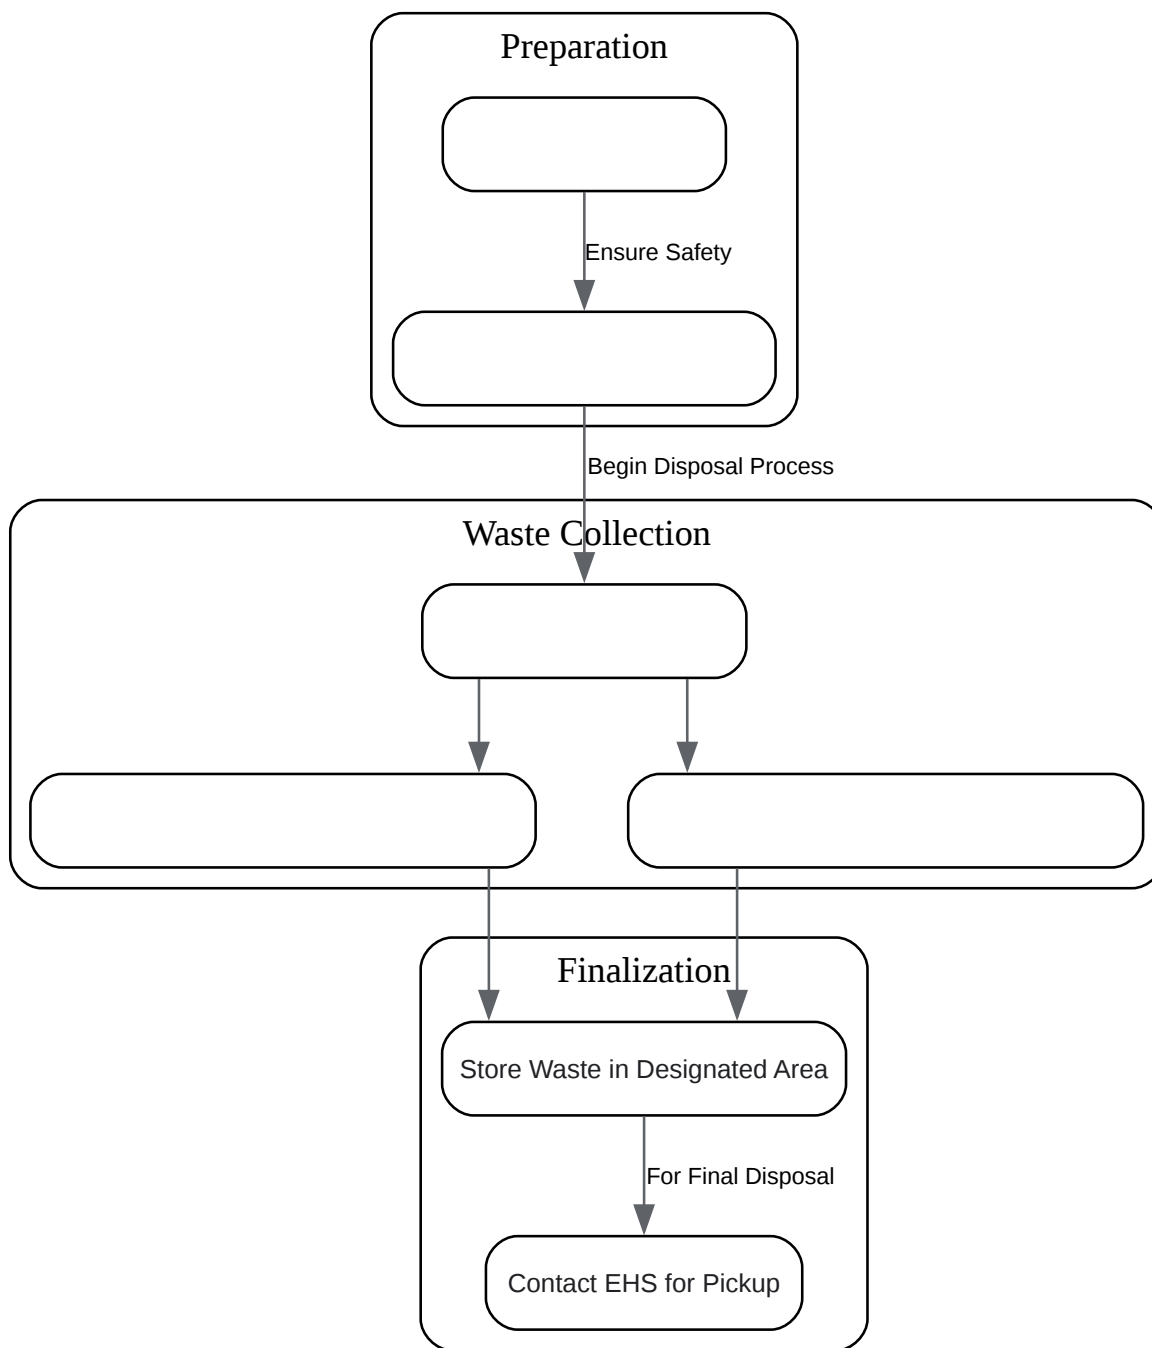 Preparation
Ensure Safety
Begin Disposal Process
Waste Collection
Finalization
Store Waste in Designated Area
For Final Disposal
Contact EHS for Pickup